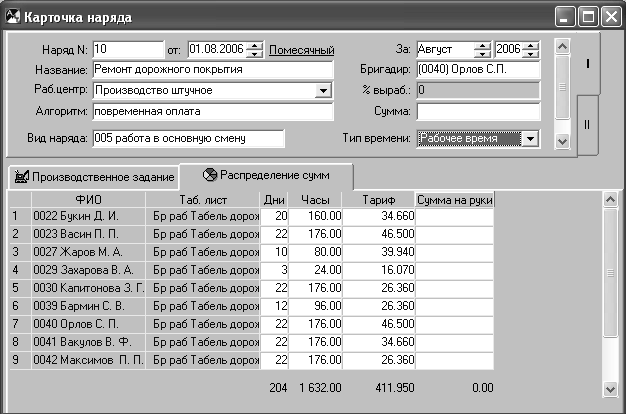 Карточка наряда
Наряд N: 10 от: 01.08.2006 Помесячный За: Август 2006
Название: Ремонт дорожного покрытия Бригадир: (0040) Орлов С.П.
Раб.центр: Производство штучное % выраб.: 0
Алгоритм: повременная оплата Сумма:
Вид наряда: 005 работа в основную смену Тип времени: Рабочее время
I
II
Производственное задание Распределение сумм
ФИО Таб. лист Дни Часы Тариф Сумма на руки
1 0022 Букин Д. И. Бр раб Табель дорож 20 160.00 34.660
2 0023 Васин П. П. Бр раб Табель дорож 22 176.00 46.500
3 0027 Жаров М. А. Бр раб Табель дорож 10 80.00 39.940
4 0029 Захарова В. А. Бр раб Табель дорож 3 24.00 16.070
5 0030 Капитонова З. Г. Бр раб Табель дорож 22 176.00 26.360
6 0039 Бармин С. В. Бр раб Табель дорож 12 96.00 26.360
7 0040 Орлов С. П. Бр раб Табель дорож 22 176.00 46.500
8 0041 Вакулов В. Ф. Бр раб Табель дорож 22 176.00 34.660
9 0042 Максимов П. П. Бр раб Табель дорож 22 176.00 26.360
204 1 632.00 411.950 0.00